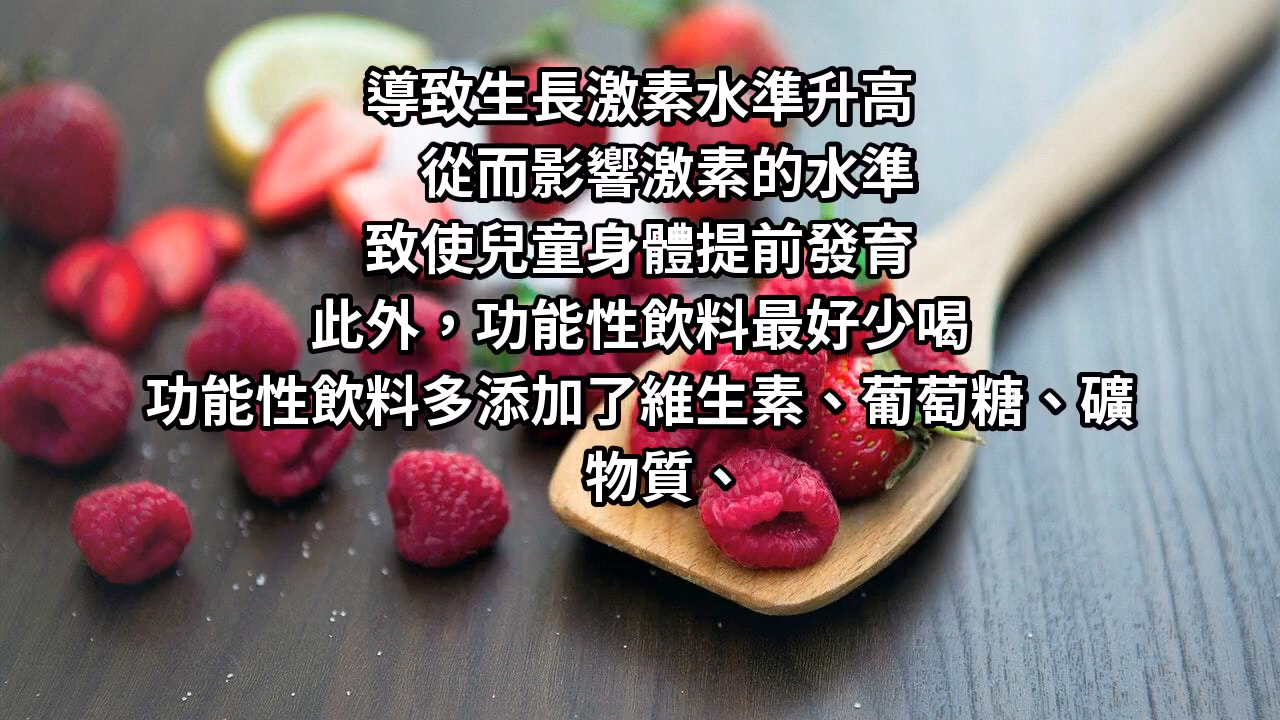 導致生長激素水準升高
從而影響激素的水準
致使兒童身體提前發育
此外，功能性飲料最好少喝
功能性飲料多添加了維生素、葡萄糖、礦
物質、